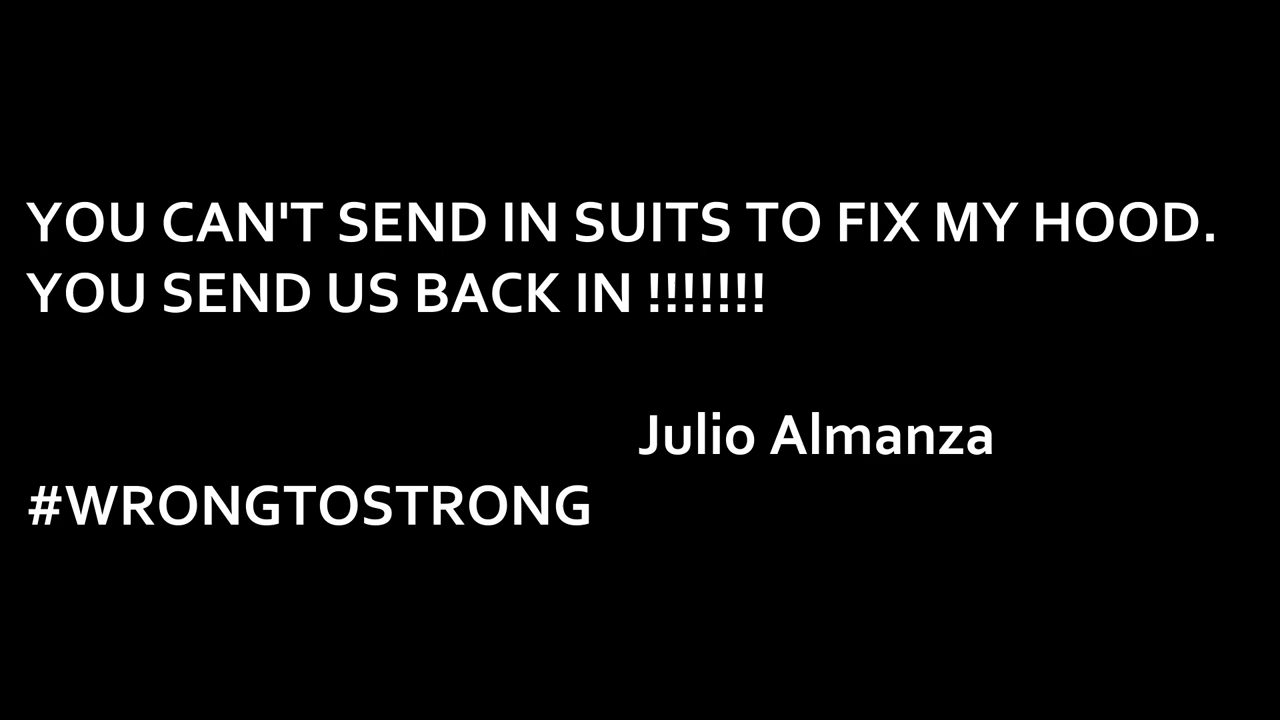 YOU CAN'T SEND IN SUITS TO FIX MY HOOD.
YOU SEND US BACK IN !!!!!!!
Julio Almanza
#WRONGTOSTRONG